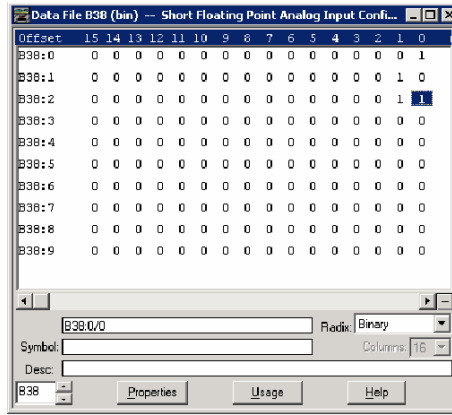 Data File B38 (bin) -- Short Floating Point Analog Input Confi...
Offset 15 14 13 12 11 10 9 8 7 6 5 4 3 2 1 0
B38:0 0 0 0 0 0 0 0 0 0 0 0 0 0 0 0 1
B38:1 0 0 0 0 0 0 0 0 0 0 0 0 0 0 1 0
B38:2 0 0 0 0 0 0 0 0 0 0 0 0 0 0 1 1
B38:3 0 0 0 0 0 0 0 0 0 0 0 0 0 0 0 0
B38:4 0 0 0 0 0 0 0 0 0 0 0 0 0 0 0 0
B38:5 0 0 0 0 0 0 0 0 0 0 0 0 0 0 0 0
B38:6 0 0 0 0 0 0 0 0 0 0 0 0 0 0 0 0
B38:7 0 0 0 0 0 0 0 0 0 0 0 0 0 0 0 0
B38:8 0 0 0 0 0 0 0 0 0 0 0 0 0 0 0 0
B38:9 0 0 0 0 0 0 0 0 0 0 0 0 0 0 0 0
B38:0/0 Radix: Binary
Symbol: Columns: 16
Desc:
B38 Properties Usage Help